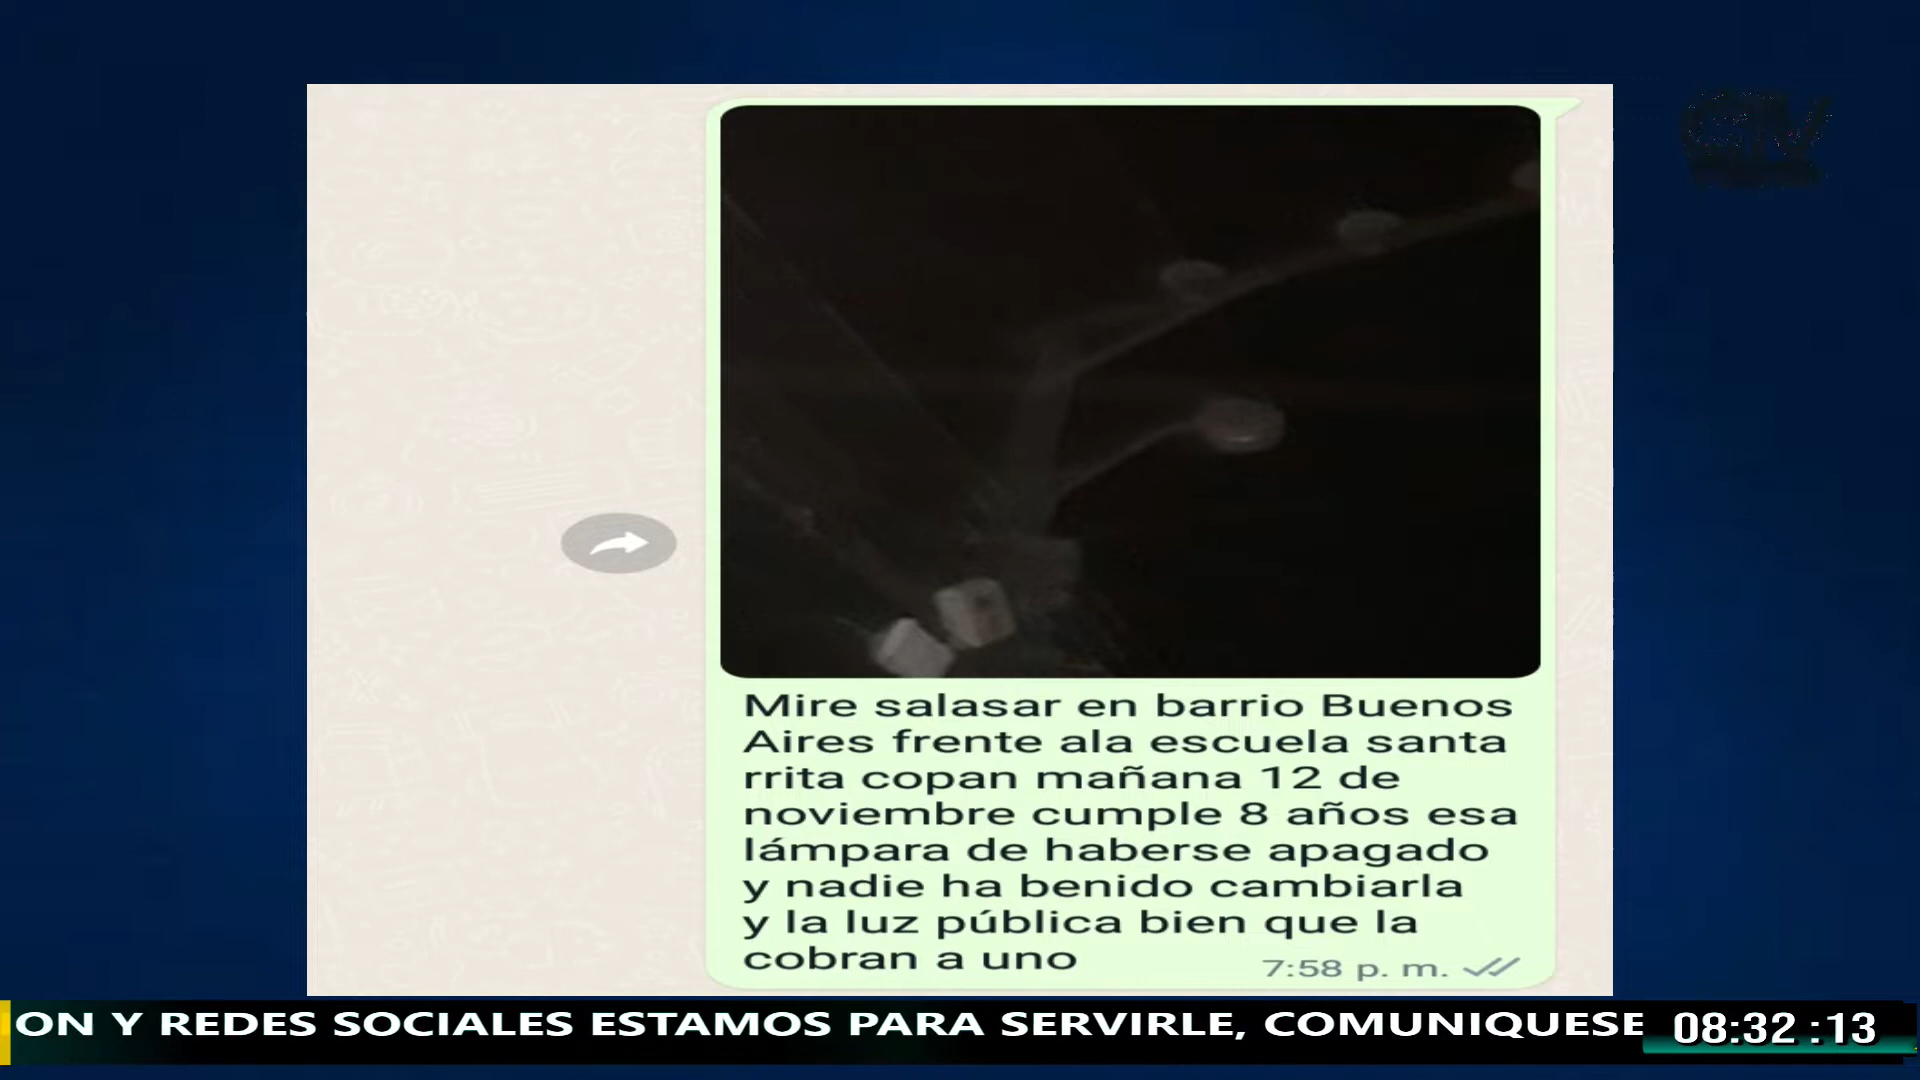 Mire salasar en barrio Buenos
Aires frente ala escuela santa
rrita copan mañana 12 de
noviembre cumple 8 años esa
lámpara de haberse apagado
y nadie ha benido cambiarla
y la luz pública bien que la
cobran a uno
7:58 p. m.
ON Y REDES SOCIALES ESTAMOS PARA SERVIRLE, COMUNIQUESE
08:32 :13